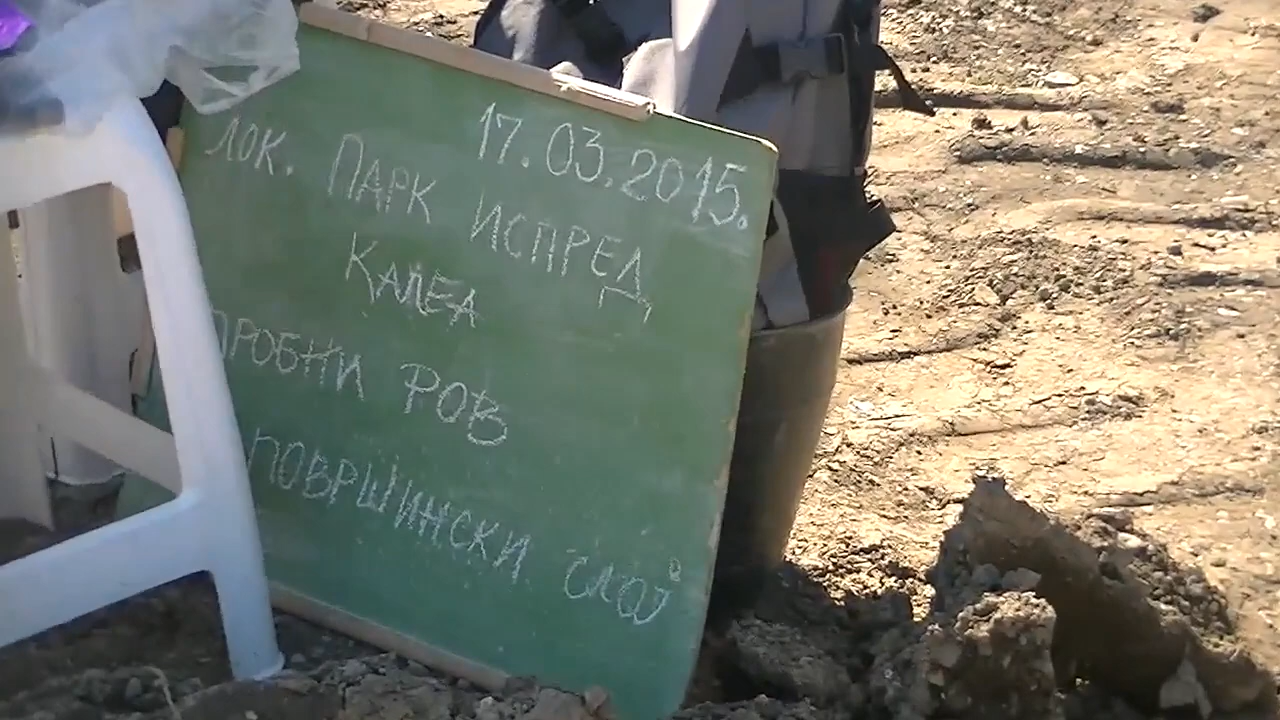 17.03.2015.
Лок. ПАРК ИСПРЕД
КАЛЕА
ПРОБНИ РОВ
ПОВРШИНСКИ СЛОЈ